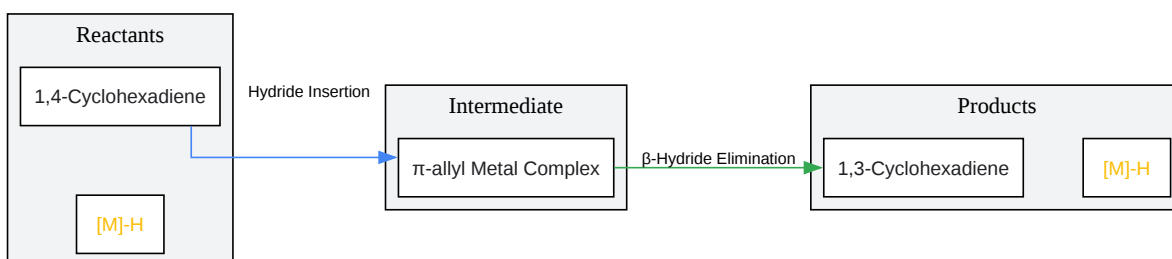 Reactants
1,4-Cyclohexadiene
[M]-H
Hydride Insertion
Intermediate
π-allyl Metal Complex
β-Hydride Elimination
Products
1,3-Cyclohexadiene
[M]-H